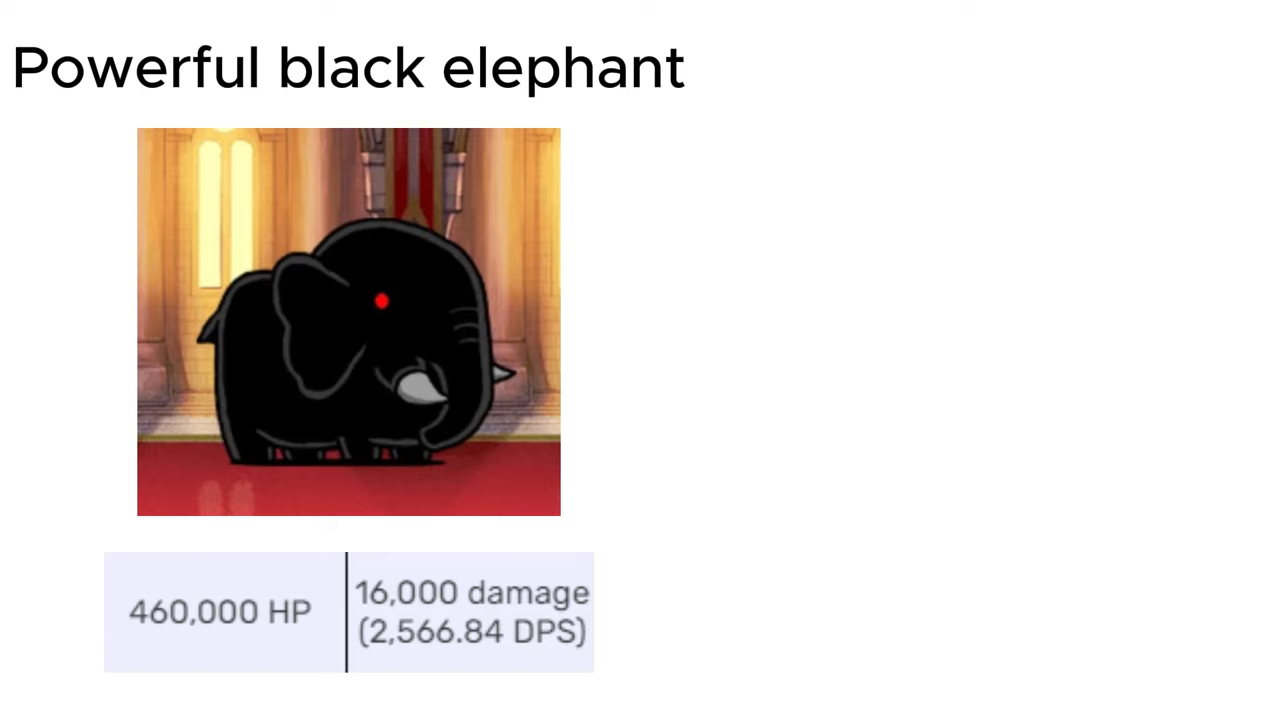 Powerful black elephant
460,000 HP
16,000 damage
(2,566.84 DPS)